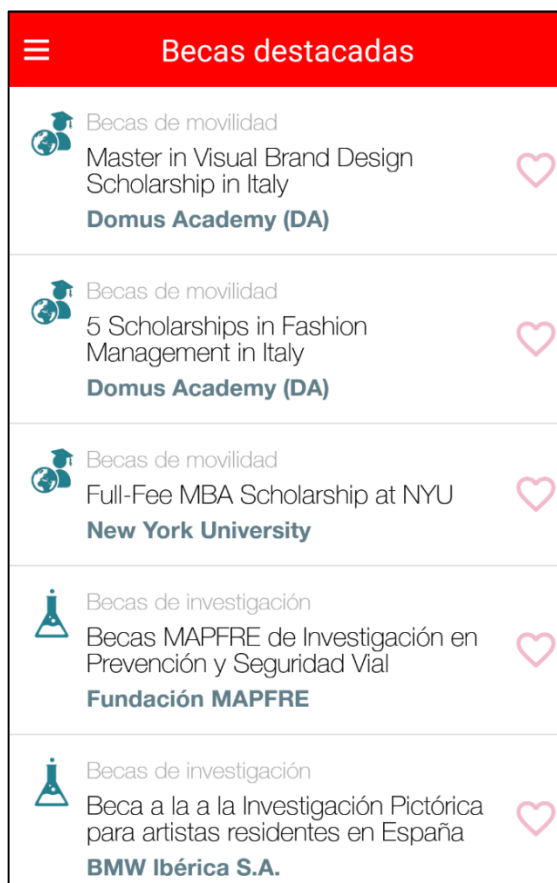 Becas destacadas
Becas de movilidad
Master in Visual Brand Design
Scholarship in Italy
Domus Academy (DA)
Becas de movilidad
5 Scholarships in Fashion
Management in Italy
Domus Academy (DA)
Becas de movilidad
Full-Fee MBA Scholarship at NYU
New York University
Becas de investigación
Becas MAPFRE de Investigación en
Prevención y Seguridad Vial
Fundación MAPFRE
Becas de investigación
Beca a la a la Investigación Pictórica
para artistas residentes en España
BMW Ibérica S.A.